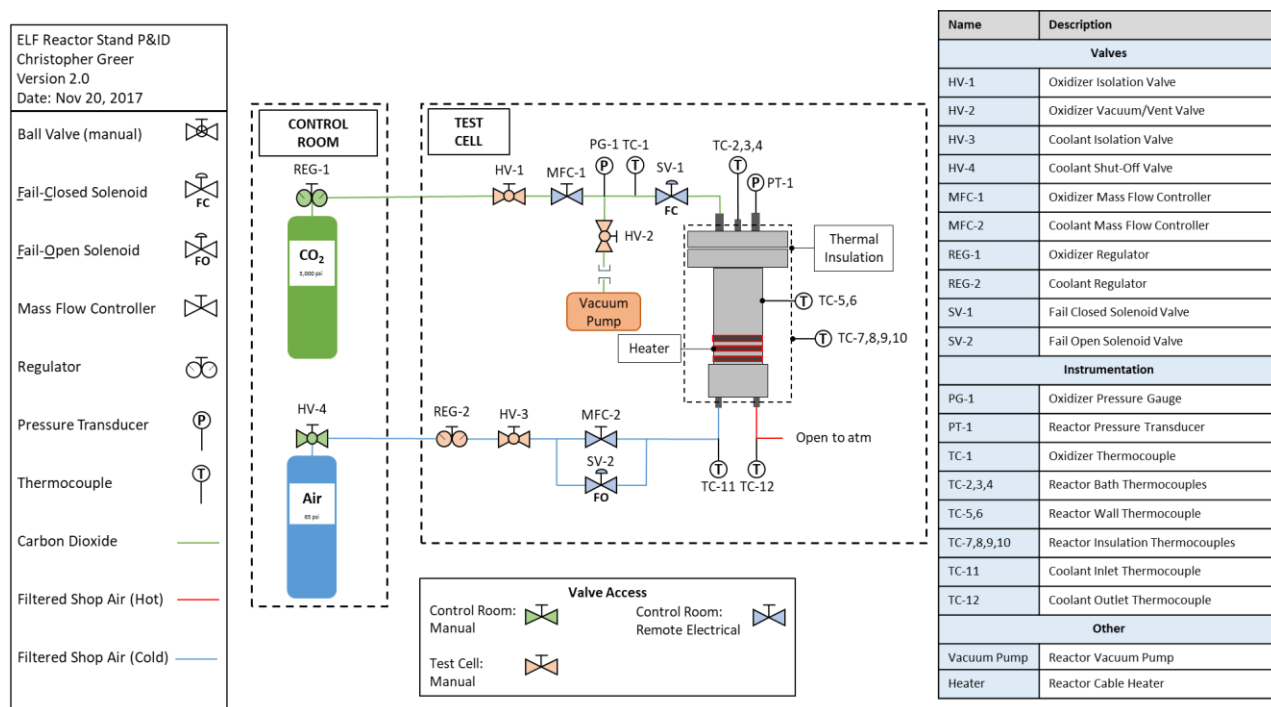 ELF Reactor Stand P&ID
Christopher Greer
Version 2.0
Date: Nov 20, 2017
Ball Valve (manual)
Fail-Closed Solenoid
FC
Fail-Open Solenoid
FO
Mass Flow Controller
Regulator
Pressure Transducer
P
Thermocouple
T
Carbon Dioxide
Filtered Shop Air (Hot)
Filtered Shop Air (Cold)
CONTROL
ROOM
REG-1
CO2
3,000 psi
HV-4
Air
65 psi
TEST
CELL
HV-1
MFC-1
PG-1
P
TC-1
T
SV-1
FC
TC-2,3,4
T
PT-1
P
HV-2
Vacuum
Pump
Thermal
Insulation
T
TC-5,6
T
TC-7,8,9,10
Heater
REG-2
HV-3
MFC-2
SV-2
FO
Open to atm
T
TC-11
T
TC-12
Valve Access
Control Room:
Manual
Control Room:
Remote Electrical
Test Cell:
Manual
Name Description
Valves
HV-1 Oxidizer Isolation Valve
HV-2 Oxidizer Vacuum/Vent Valve
HV-3 Coolant Isolation Valve
HV-4 Coolant Shut-Off Valve
MFC-1 Oxidizer Mass Flow Controller
MFC-2 Coolant Mass Flow Controller
REG-1 Oxidizer Regulator
REG-2 Coolant Regulator
SV-1 Fail Closed Solenoid Valve
SV-2 Fail Open Solenoid Valve
Instrumentation
PG-1 Oxidizer Pressure Gauge
PT-1 Reactor Pressure Transducer
TC-1 Oxidizer Thermocouple
TC-2,3,4 Reactor Bath Thermocouples
TC-5,6 Reactor Wall Thermocouple
TC-7,8,9,10 Reactor Insulation Thermocouples
TC-11 Coolant Inlet Thermocouple
TC-12 Coolant Outlet Thermocouple
Other
Vacuum Pump Reactor Vacuum Pump
Heater Reactor Cable Heater